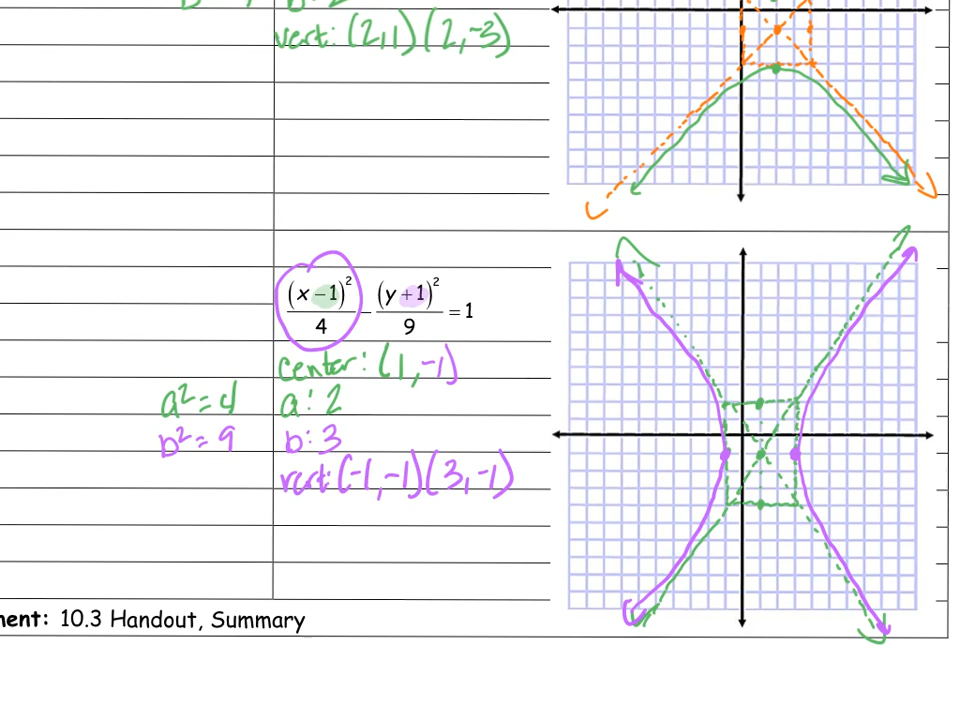 vert: (2,1) (2,-3)
(x - 1)² / 4 - (y + 1)² / 9 = 1
center: (1,-1)
a² = 4 a: 2
b² = 9 b: 3
vert: (-1,-1) (3,-1)
ment: 10.3 Handout, Summary